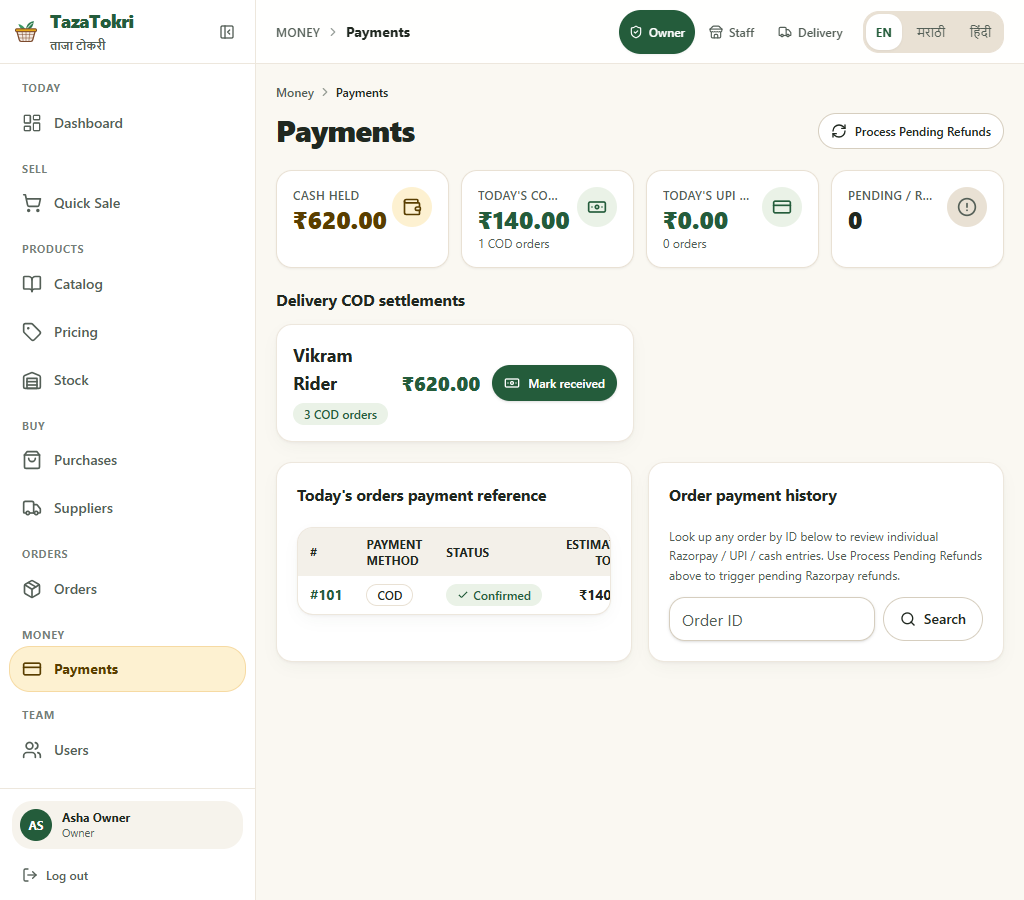 TazaTokri
ताजा टोकरी
TODAY
Dashboard
SELL
Quick Sale
PRODUCTS
Catalog
Pricing
Stock
BUY
Purchases
Suppliers
ORDERS
Orders
MONEY
Payments
TEAM
Users
AS
Asha Owner
Owner
Log out
MONEY > Payments
Owner
Staff
Delivery
EN
मराठी
हिंदी
Money > Payments
Payments
Process Pending Refunds
CASH HELD
₹620.00
TODAY'S CO...
₹140.00
1 COD orders
TODAY'S UPI ...
₹0.00
0 orders
PENDING / R...
0
Delivery COD settlements
Vikram
Rider
3 COD orders
₹620.00
Mark received
Today's orders payment reference
# PAYMENT METHOD STATUS ESTIMA TO
#101 COD Confirmed ₹140
Order payment history
Look up any order by ID below to review individual
Razorpay / UPI / cash entries. Use Process Pending Refunds
above to trigger pending Razorpay refunds.
Order ID
Search